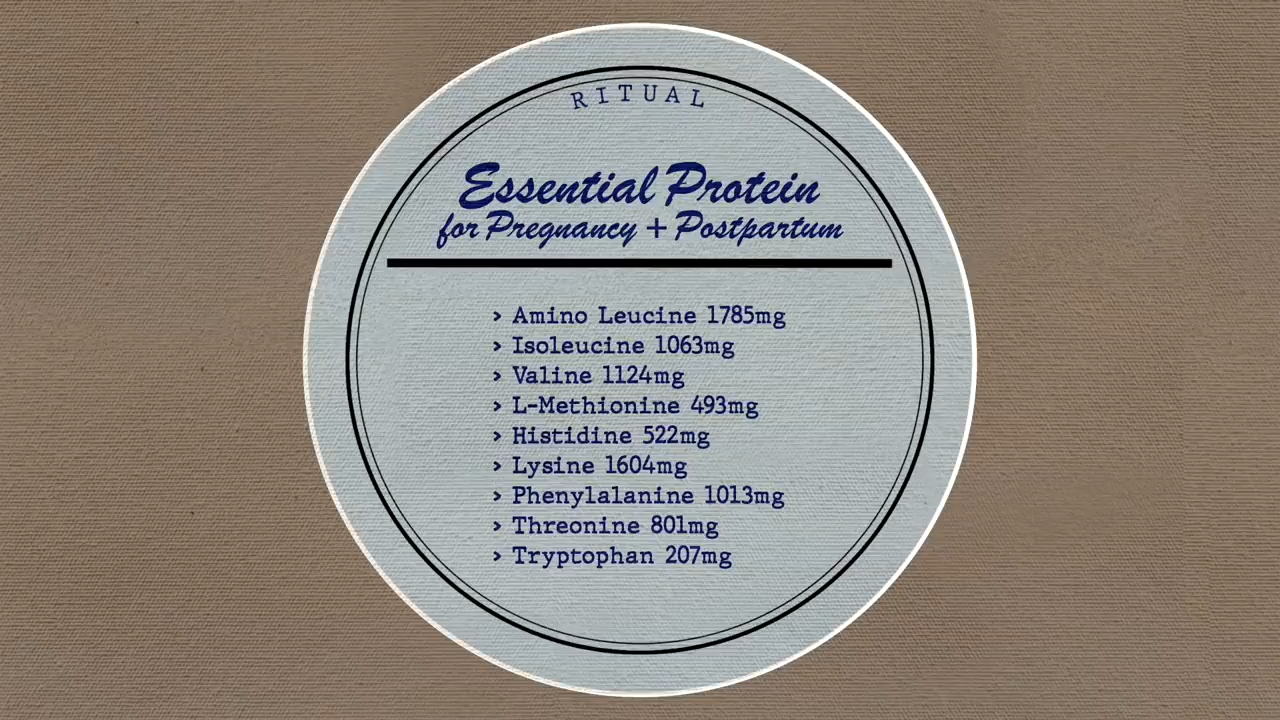 RITUAL
Essential Protein
for Pregnancy + Postpartum
> Amino Leucine 1785mg
> Isoleucine 1063mg
> Valine 1124mg
> L-Methionine 493mg
> Histidine 522mg
> Lysine 1604mg
> Phenylalanine 1013mg
> Threonine 801mg
> Tryptophan 207mg